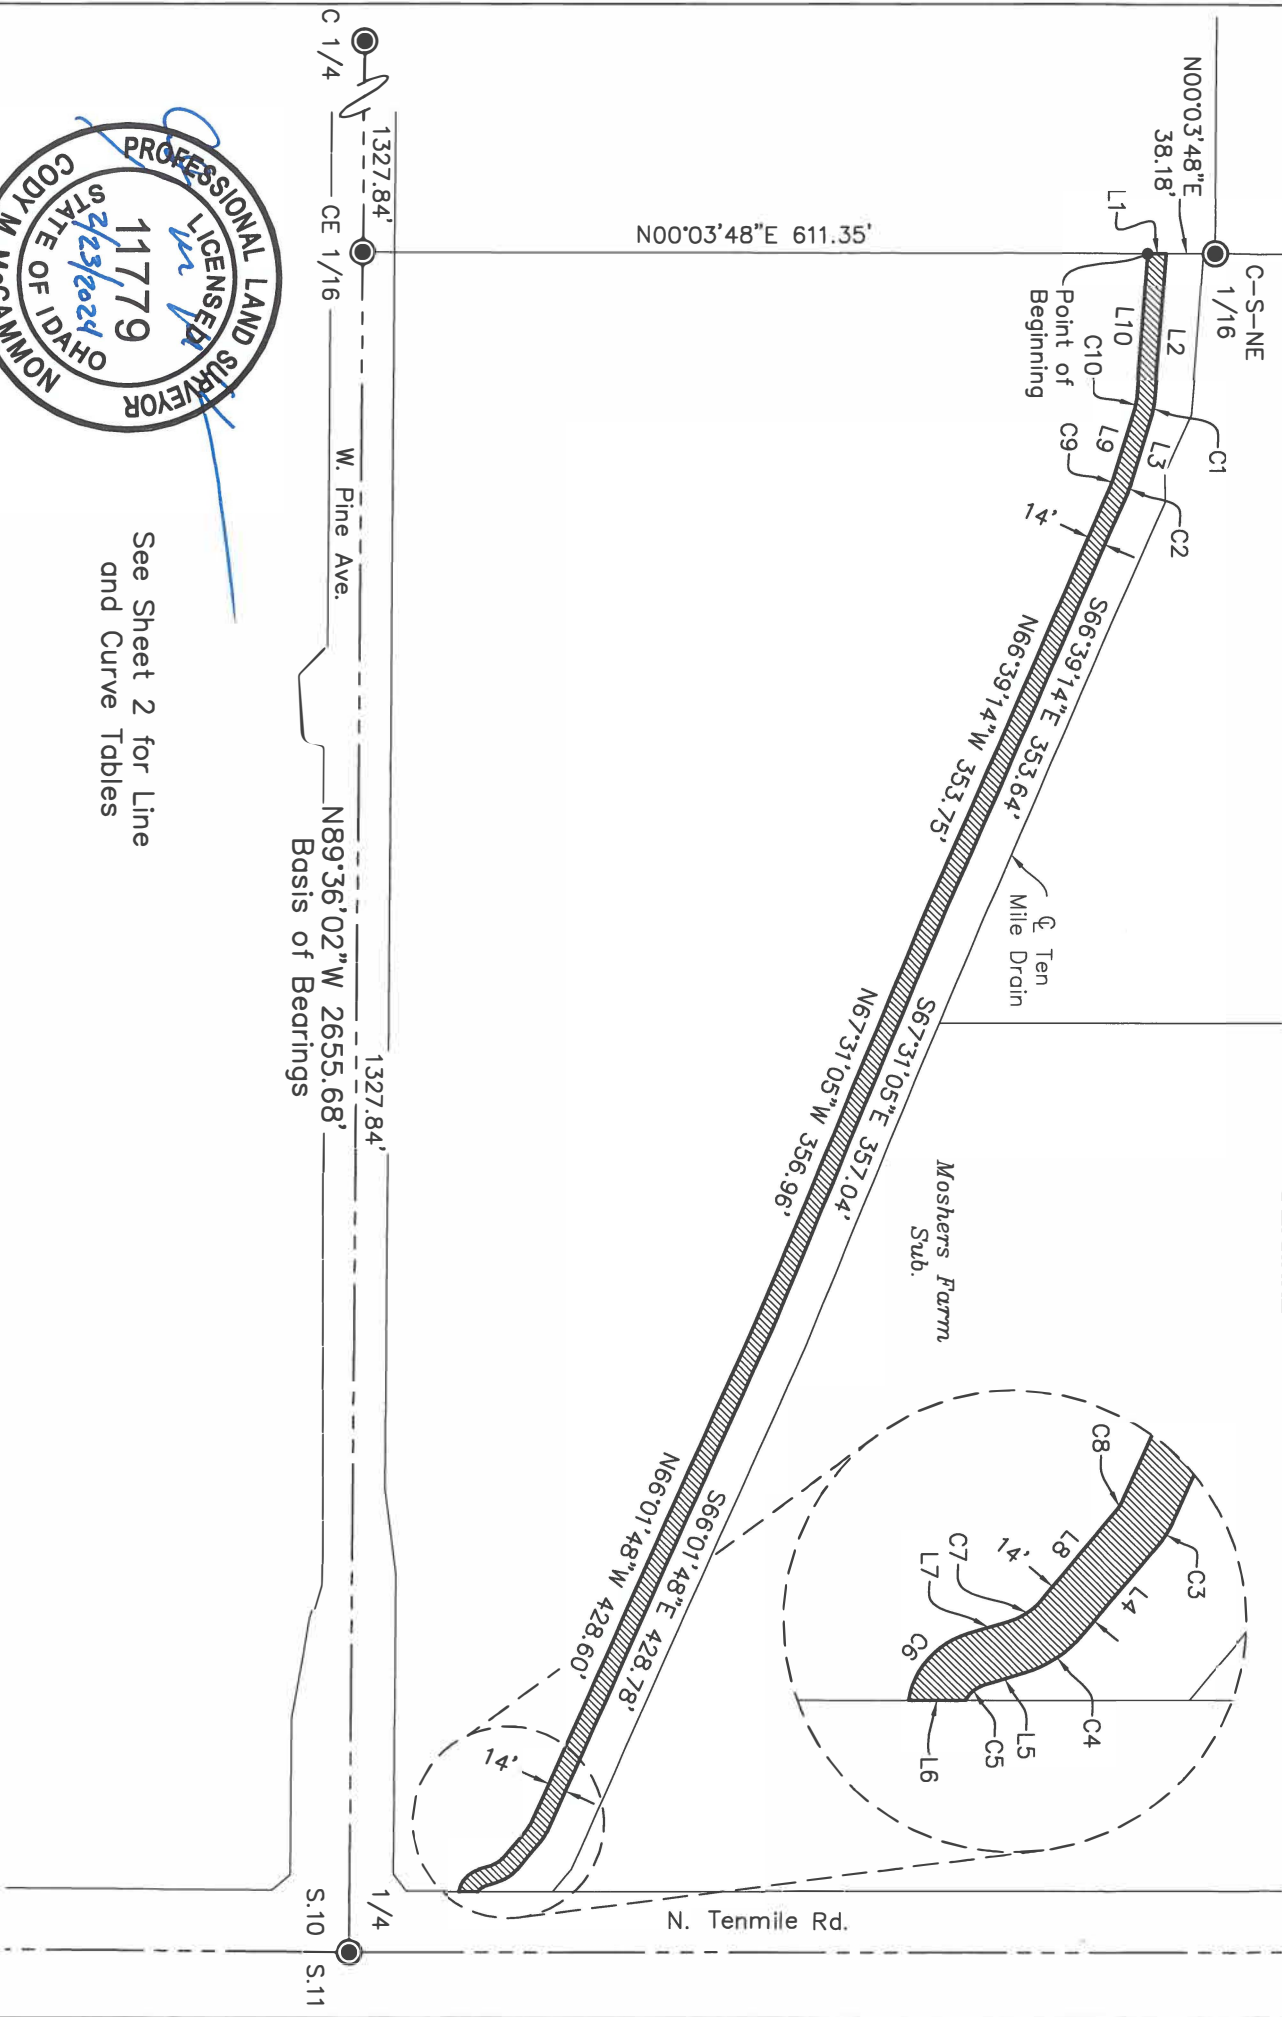 N00°03'48"E
38.18'
C-S-NE
1/16
L1
L2
C1
L10
C10
Point of
Beginning
L3
L9
C9
C2
14'
N00°03'48"E 611.35'
S66°39'14"E 353.64'
N66°39'14"W 353.75'
℄ Ten
Mile Drain
S67°31'05"E 357.04'
N67°31'05"W 356.96'
Moshers Farm
Sub.
S66°01'48"E 428.78'
N66°01'48"W 428.60'
14'
C8
C3
L8
L4
14'
C7
L7
C6
C4
L5
C5
L6
N. Tenmile Rd.
C 1/4
1327.84'
CE 1/16
W. Pine Ave.
1327.84'
N89°36'02"W 2655.68'
Basis of Bearings
1/4
S.10
S.11
PROFESSIONAL LAND SURVEYOR
LICENSED
11779
2/23/2024
STATE OF IDAHO
CODY M. McCAMMON
See Sheet 2 for Line
and Curve Tables